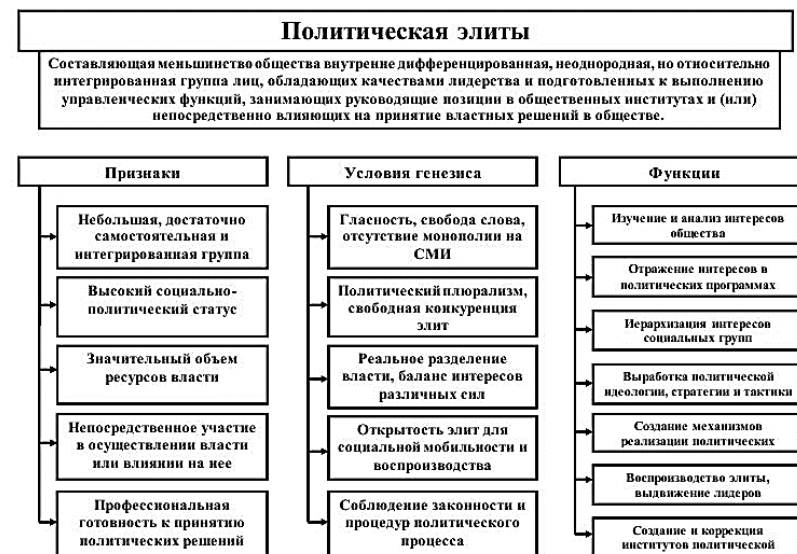 Политическая элиты
Составляющая меньшинство общества внутренне дифференцированная, неоднородная, но относительно
интегрированная группа лиц, обладающих качествами лидерства и подготовленных к выполнению
управленческих функций, занимающих руководящие позиции в общественных институтах и (или)
непосредственно влияющих на принятие властных решений в обществе.
Признаки
Небольшая, достаточно
самостоятельная и
интегрированная группа
Высокий социально-
политический статус
Значительный объем
ресурсов власти
Непосредственное участие
в осуществлении власти
или влиянии на нее
Профессиональная
готовность к принятию
политических решений
Условия генезиса
Гласность, свобода слова,
отсутствие монополии на
СМИ
Политический плюрализм,
свободная конкуренция
элит
Реальное разделение
власти, баланс интересов
различных сил
Открытость элит для
социальной мобильности и
воспроизводства
Соблюдение законности и
процедур политического
процесса
Функции
Изучение и анализ интересов
общества
Отражение интересов в
политических программах
Иерархизация интересов
социальных групп
Выработка политической
идеологии, стратегии и тактики
Создание механизмов
реализации политических
Воспроизводство элиты,
выдвижение лидеров
Создание и коррекция
институтов политической